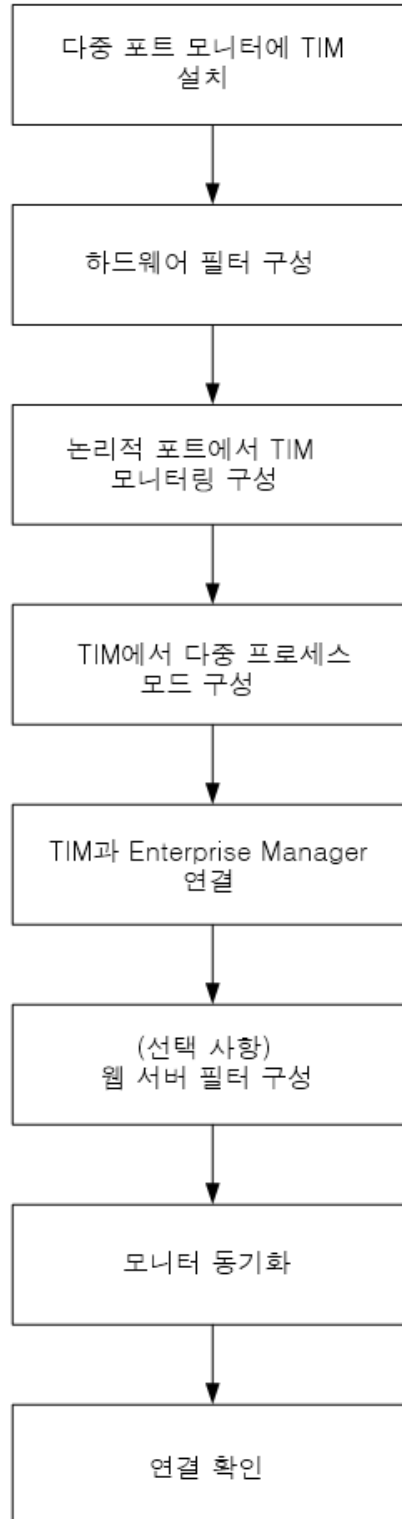 다중 포트 모니터에 TIM
설치
하드웨어 필터 구성
논리적 포트에서 TIM
모니터링 구성
TIM에서 다중 프로세스
모드 구성
TIM과 Enterprise Manager
연결
(선택 사항)
웹 서버 필터 구성
모니터 동기화
연결 확인